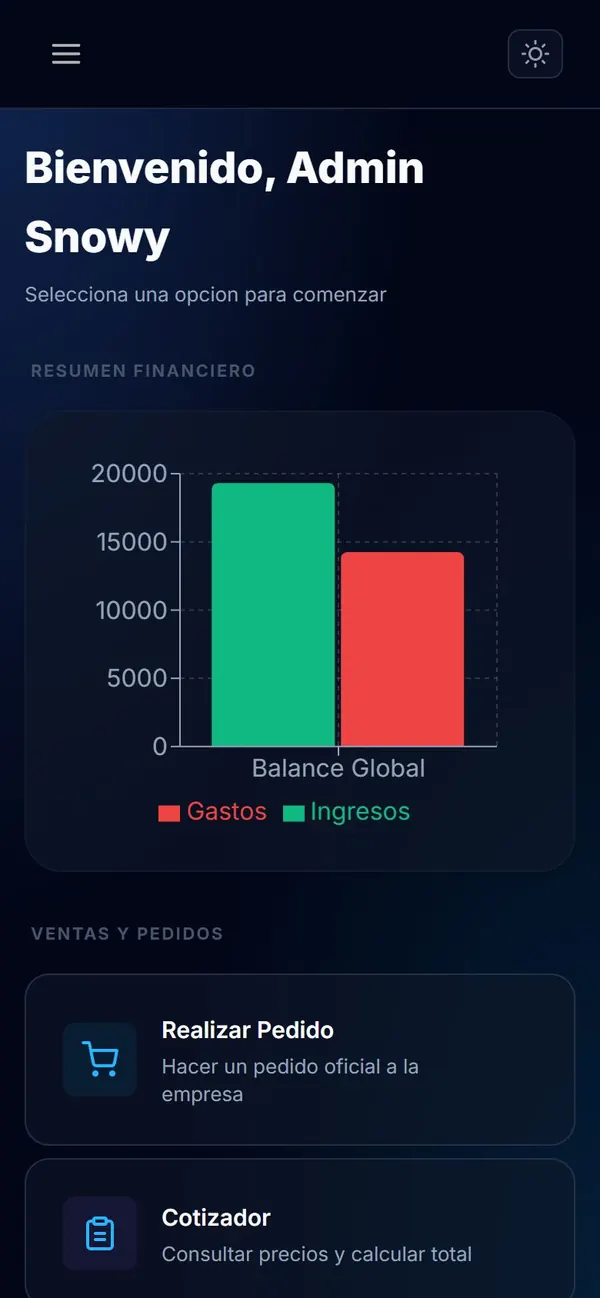 Bienvenido, Admin
Snowy
Selecciona una opcion para comenzar
RESUMEN FINANCIERO
20000
15000
10000
5000
0
Balance Global
Gastos Ingresos
VENTAS Y PEDIDOS
Realizar Pedido
Hacer un pedido oficial a la
empresa
Cotizador
Consultar precios y calcular total